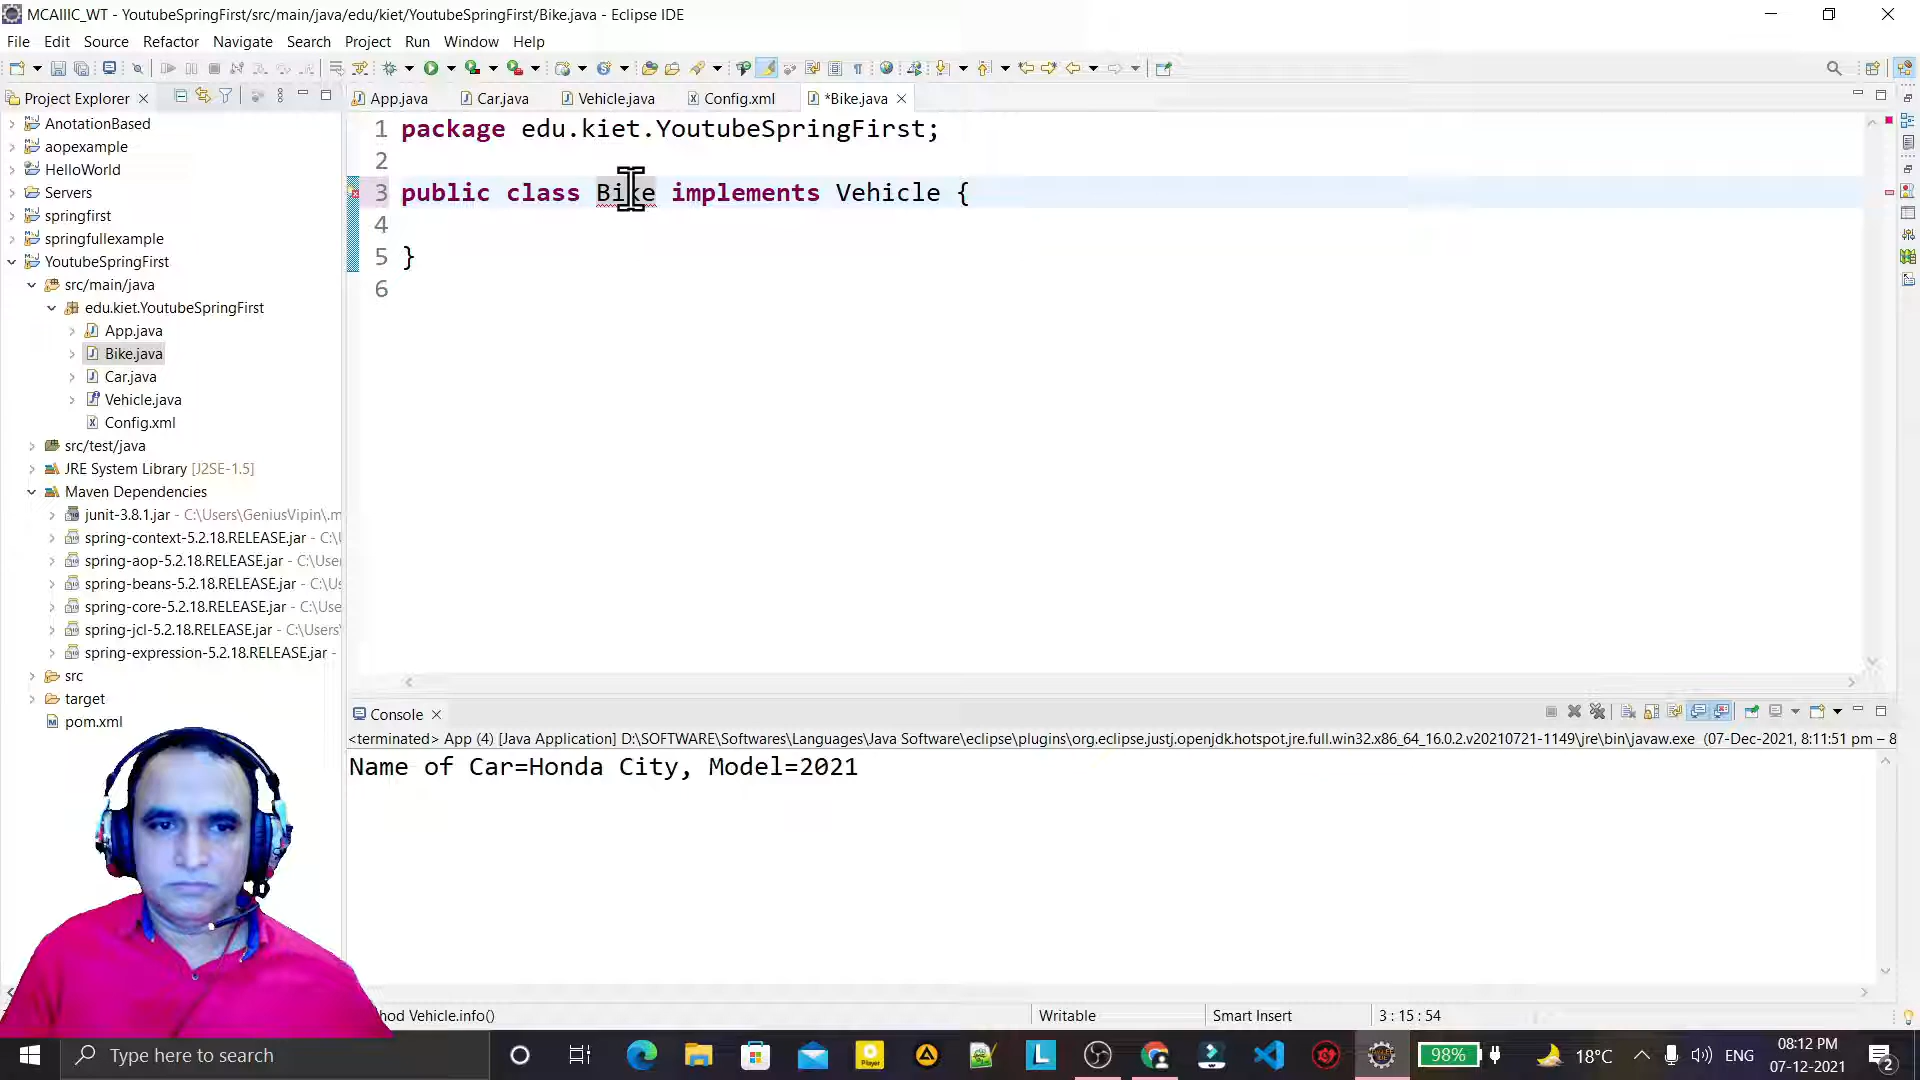 MCAIIIC_WT - YoutubeSpringFirst/src/main/java/edu/kiet/YoutubeSpringFirst/Bike.java - Eclipse IDE
File Edit Source Refactor Navigate Search Project Run Window Help
Project Explorer
App.java Car.java Vehicle.java Config.xml *Bike.java
AnotationBased
aopexample
HelloWorld
Servers
springfirst
springfullexample
YoutubeSpringFirst
src/main/java
edu.kiet.YoutubeSpringFirst
App.java
Bike.java
Car.java
Vehicle.java
Config.xml
src/test/java
JRE System Library [J2SE-1.5]
Maven Dependencies
junit-3.8.1.jar - C:\Users\GeniusVipin\.m
spring-context-5.2.18.RELEASE.jar - C:\U
spring-aop-5.2.18.RELEASE.jar - C:\Use
spring-beans-5.2.18.RELEASE.jar - C:\Us
spring-core-5.2.18.RELEASE.jar - C:\Use
spring-jcl-5.2.18.RELEASE.jar - C:\Users\
spring-expression-5.2.18.RELEASE.jar -
src
target
pom.xml
1 package edu.kiet.YoutubeSpringFirst;
2
3 public class Bike implements Vehicle {
4
5 }
6
Console
<terminated> App (4) [Java Application] D:\SOFTWARE\Softwares\Languages\Java Software\eclipse\plugins\org.eclipse.justj.openjdk.hotspot.jre.full.win32.x86_64_16.0.2.v20210721-1149\jre\bin\javaw.exe (07-Dec-2021, 8:11:51 pm – 8
Name of Car=Honda City, Model=2021
hod Vehicle.info() Writable Smart Insert 3 : 15 : 54
Type here to search
98% 18°C ENG 08:12 PM
07-12-2021
2